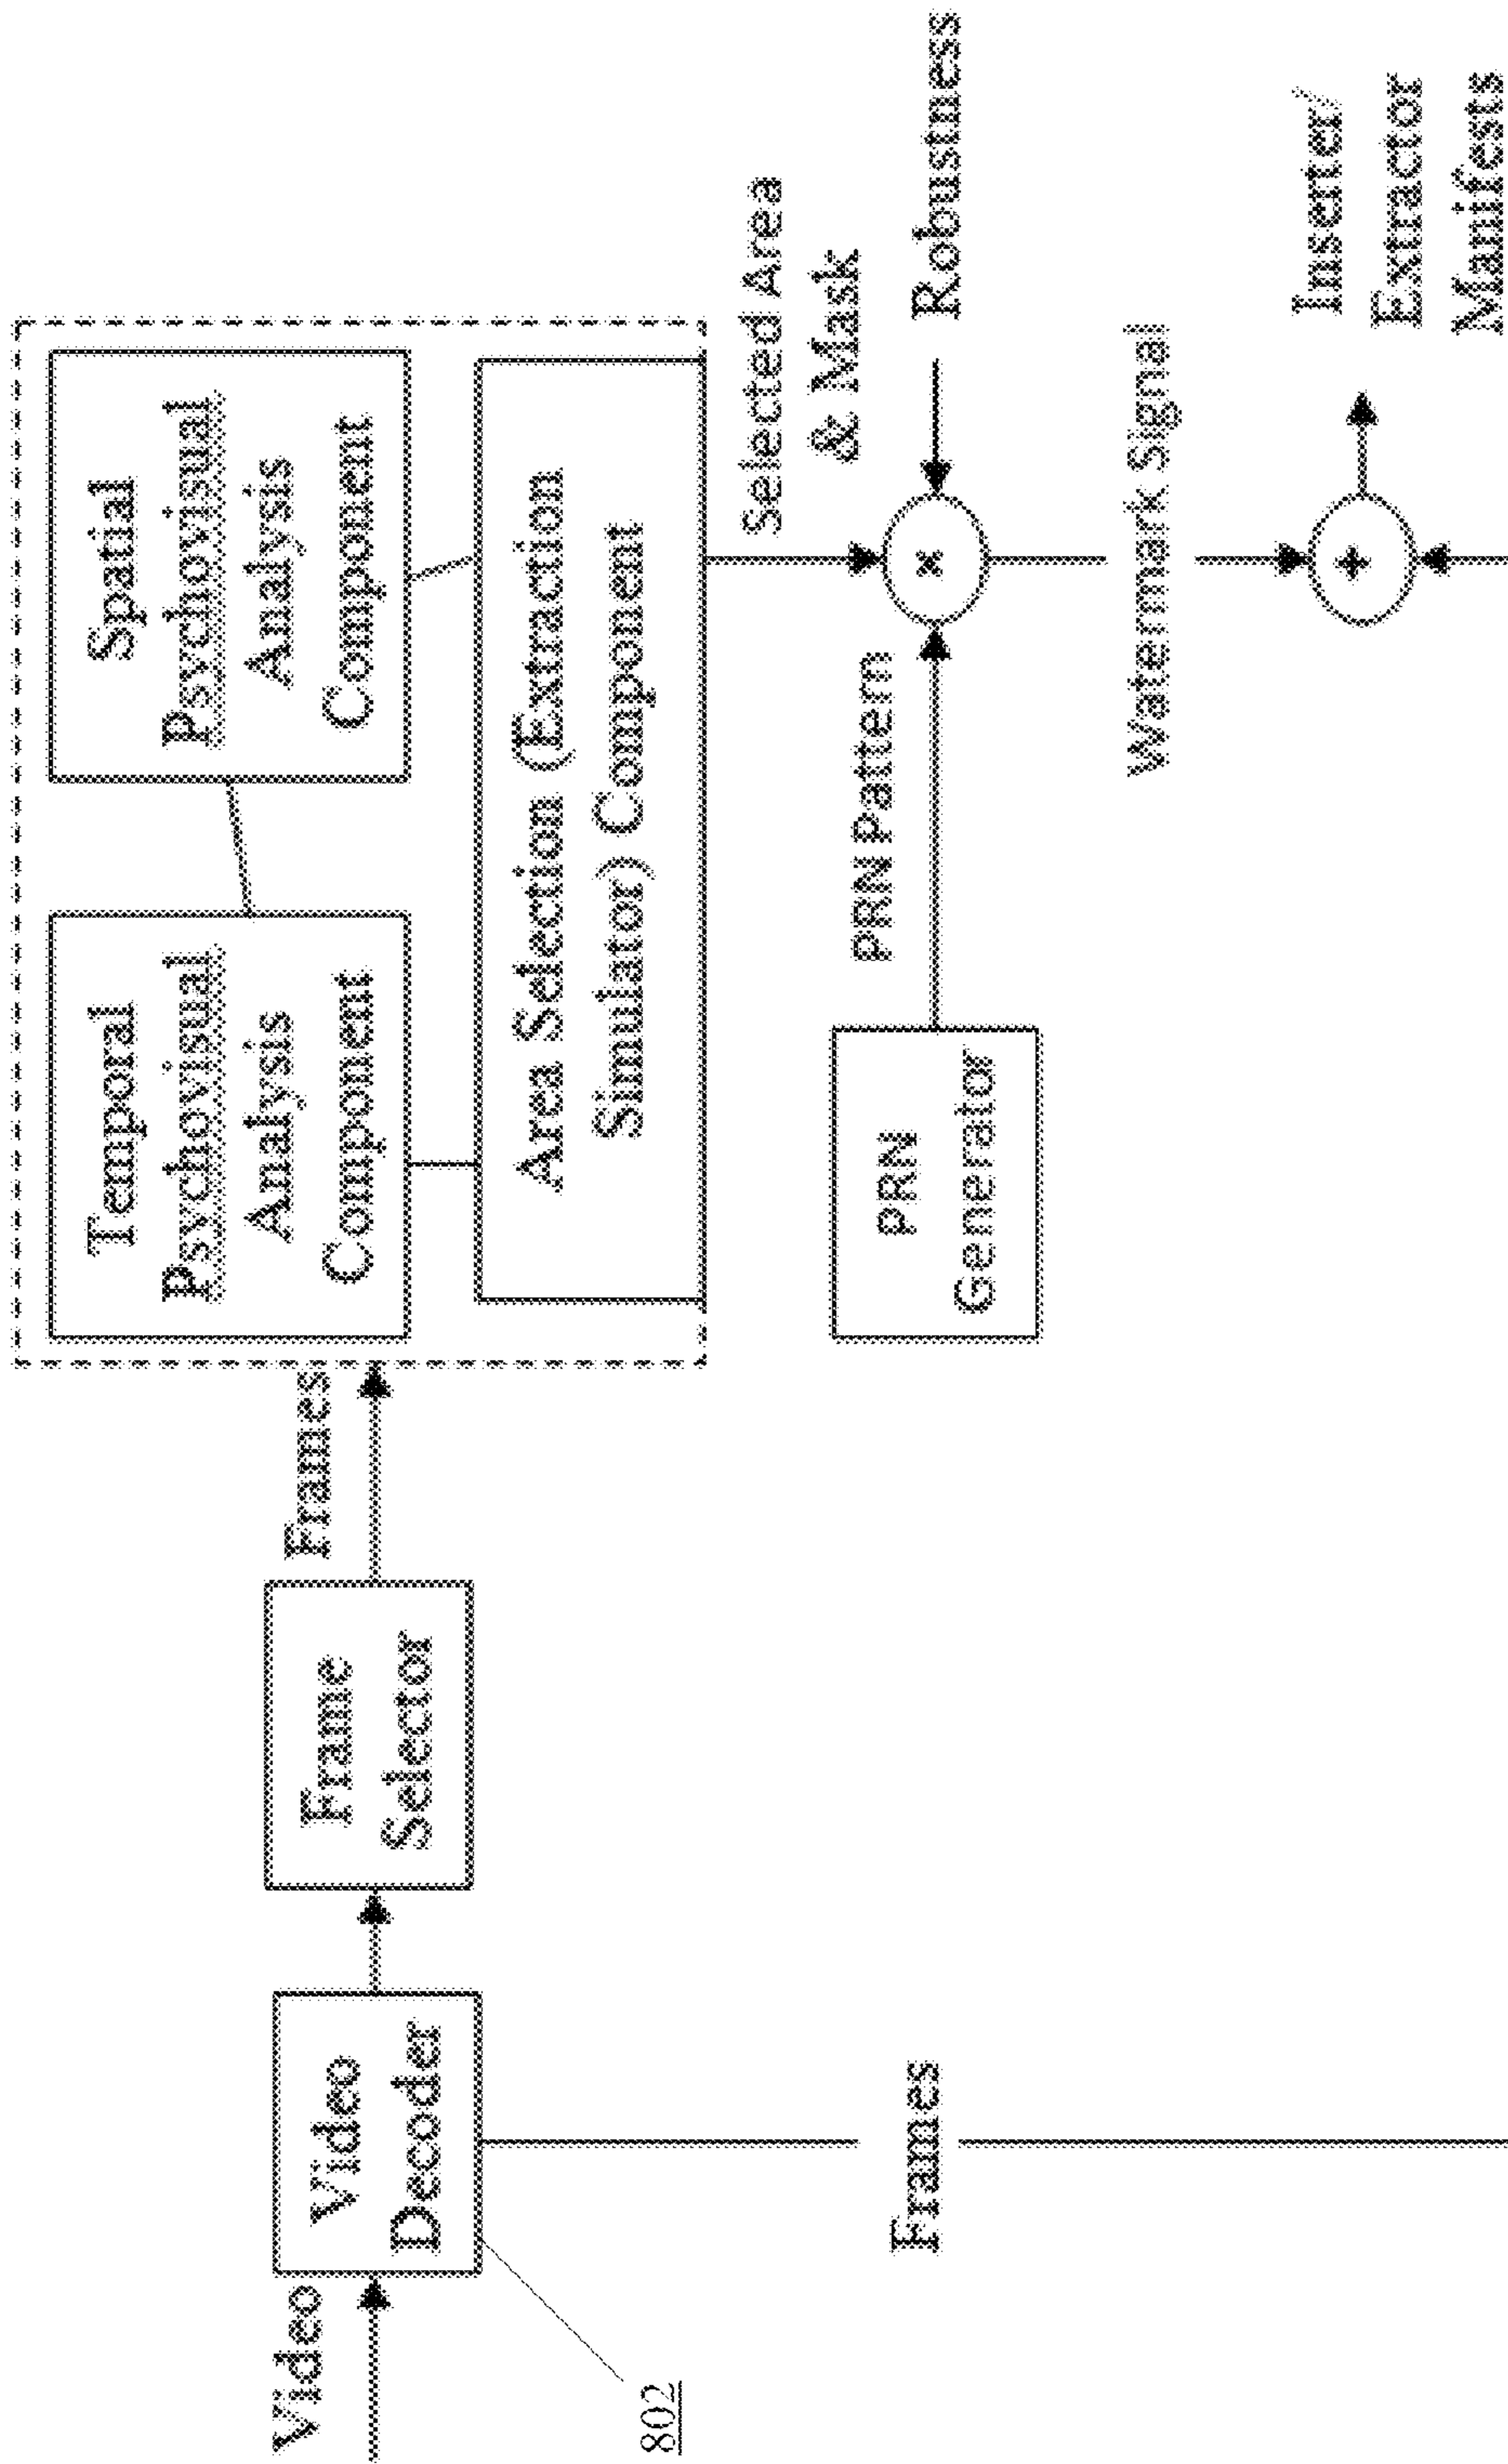 Video
Video
Decoder
802
Frame
Selector
Frames
Temporal
Psychovisual
Analysis
Component
Spatial
Psychovisual
Analysis
Component
Area Selection (Extraction
Simulator) Component
Selected Area
& Mask
PRN
Generator
PRN Pattern
×
Robustness
Watermark Signal
Frames
+
Inserter/
Extractor
Manifests